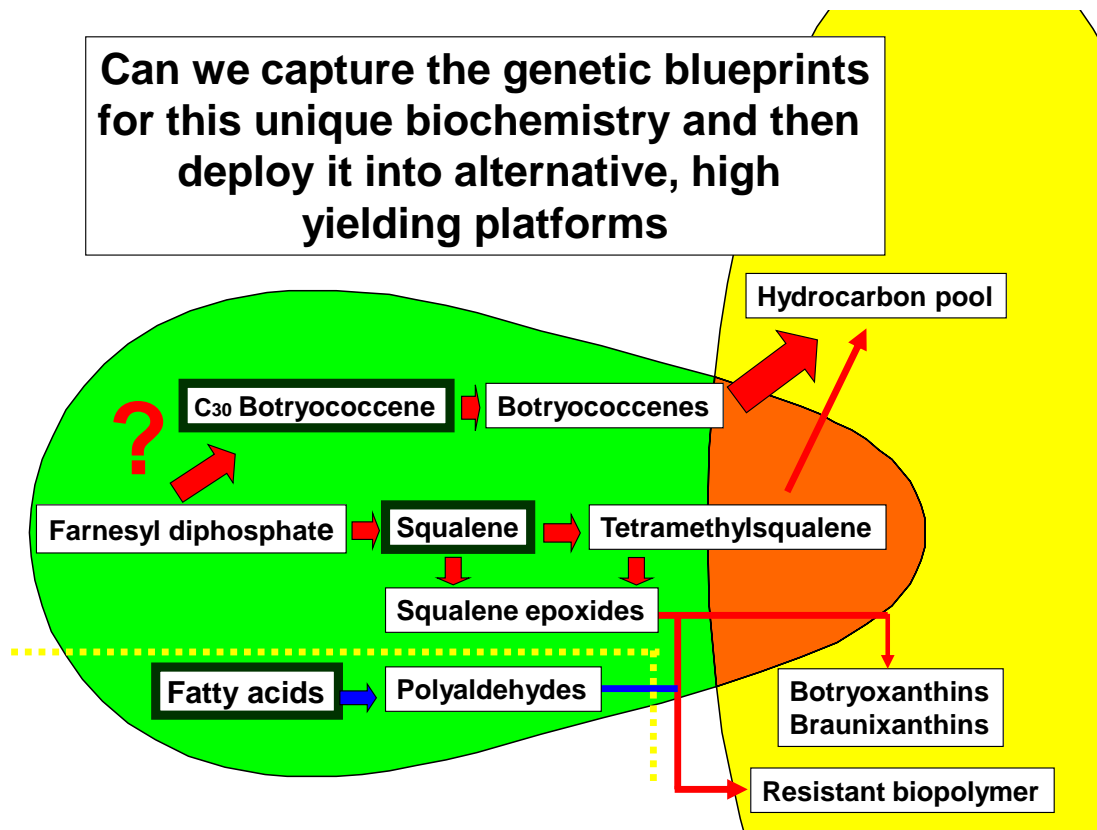 Can we capture the genetic blueprints
for this unique biochemistry and then
deploy it into alternative, high
yielding platforms
Hydrocarbon pool
?
C30 Botryococcene
Botryococcenes
Farnesyl diphosphate
Squalene
Tetramethylsqualene
Squalene epoxides
Fatty acids
Polyaldehydes
Botryoxanthins
Braunixanthins
Resistant biopolymer